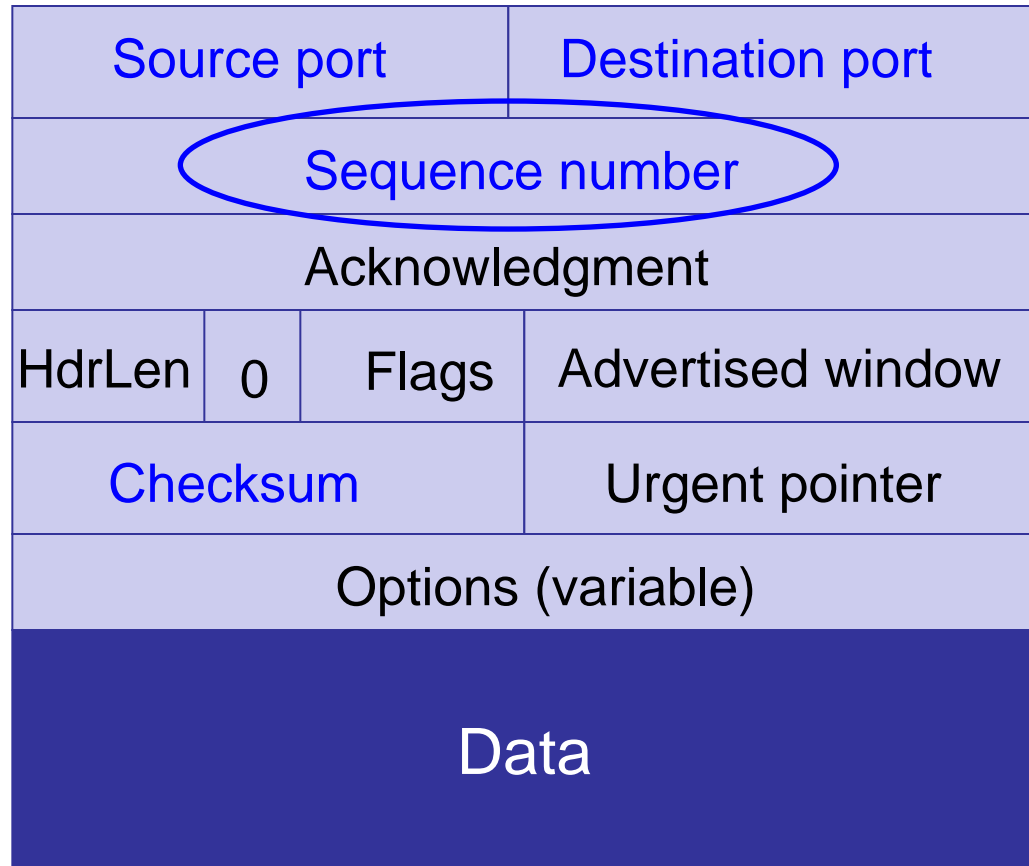 Source port Destination port
Sequence number
Acknowledgment
HdrLen 0 Flags Advertised window
Checksum Urgent pointer
Options (variable)
Data